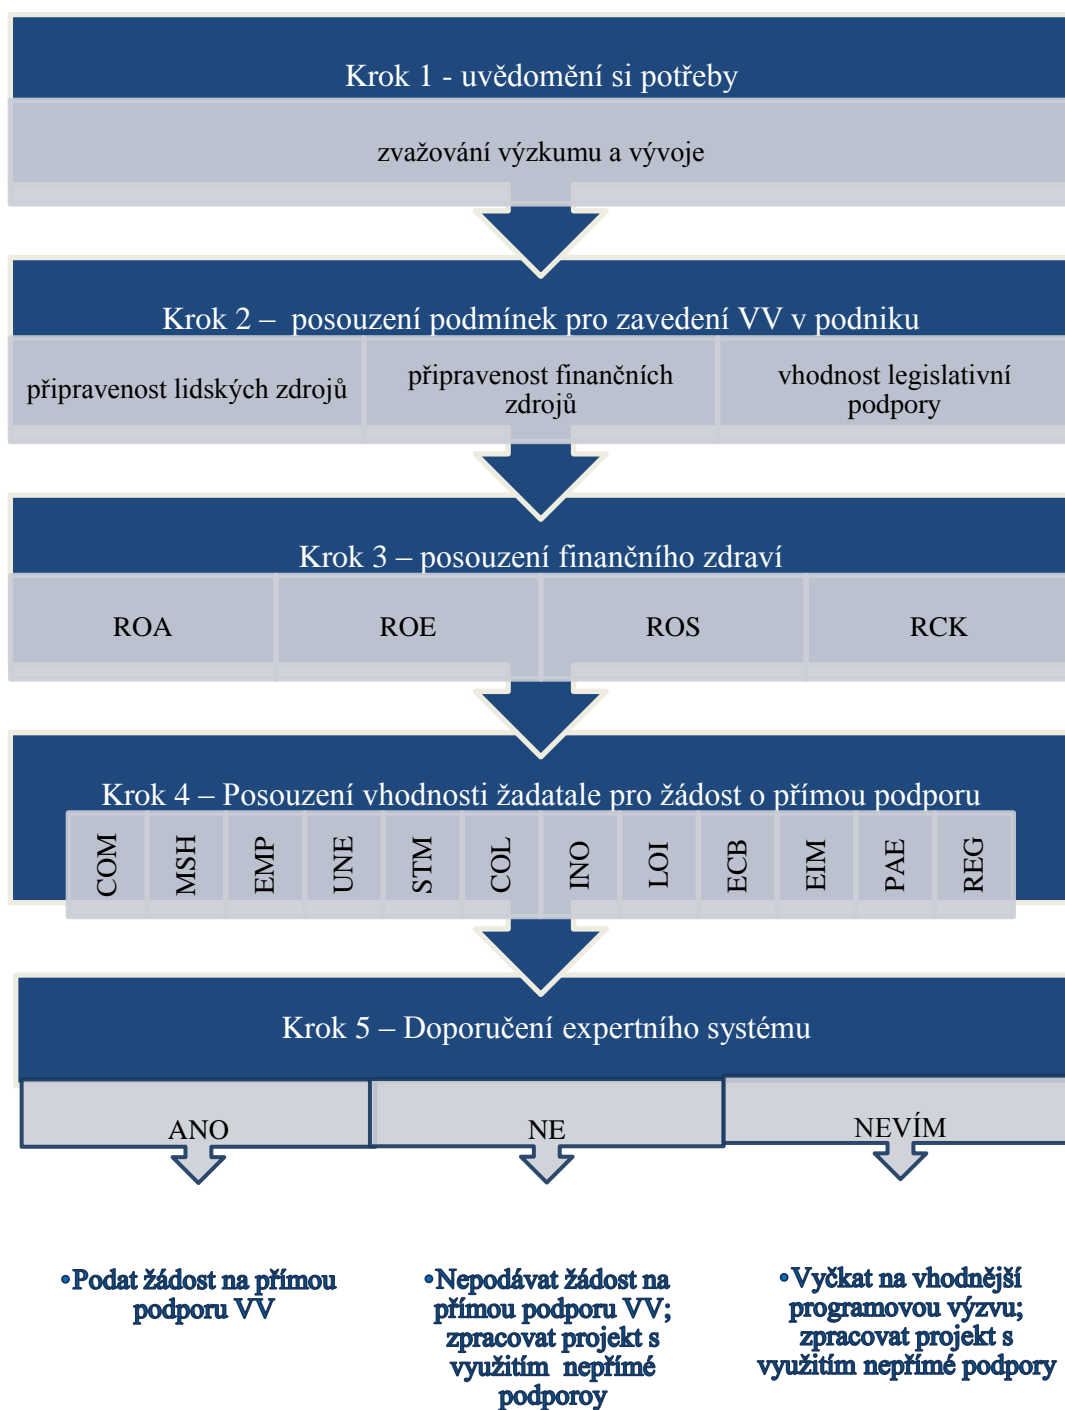 Krok 1 - uvědomění si potřeby
zvažování výzkumu a vývoje
Krok 2 – posouzení podmínek pro zavedení VV v podniku
připravenost lidských zdrojů
připravenost finančních
zdrojů
vhodnost legislativní
podpory
Krok 3 – posouzení finančního zdraví
ROA
ROE
ROS
RCK
Krok 4 – Posouzení vhodnosti žadatale pro žádost o přímou podporu
COM
MSH
EMP
UNE
STM
COL
INO
LOI
ECB
EIM
PAE
REG
Krok 5 – Doporučení expertního systému
ANO
NE
NEVÍM
•Podat žádost na přímou
podporu VV
•Nepodávat žádost na
přímou podporu VV;
zpracovat projekt s
využitím nepřímé
podporoy
•Vyčkat na vhodnější
programovou výzvu;
zpracovat projekt s
využitím nepřímé podpory